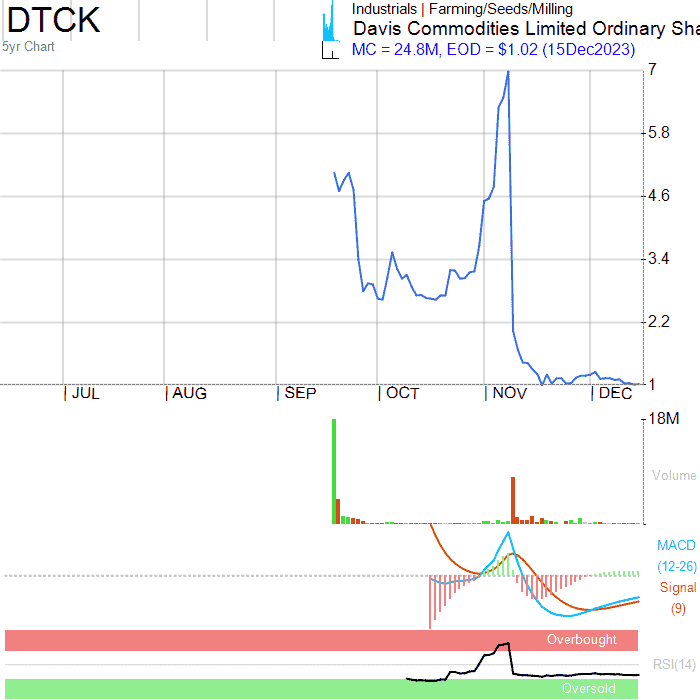 DTCK
5yr Chart
Industrials | Farming/Seeds/Milling
Davis Commodities Limited Ordinary Sha
MC = 24.8M, EOD = $1.02 (15Dec2023)
7
5.8
4.6
3.4
2.2
1
JUL AUG SEP OCT NOV DEC
18M
Volume
MACD
(12-26)
Signal
(9)
Overbought
RSI(14)
Oversold